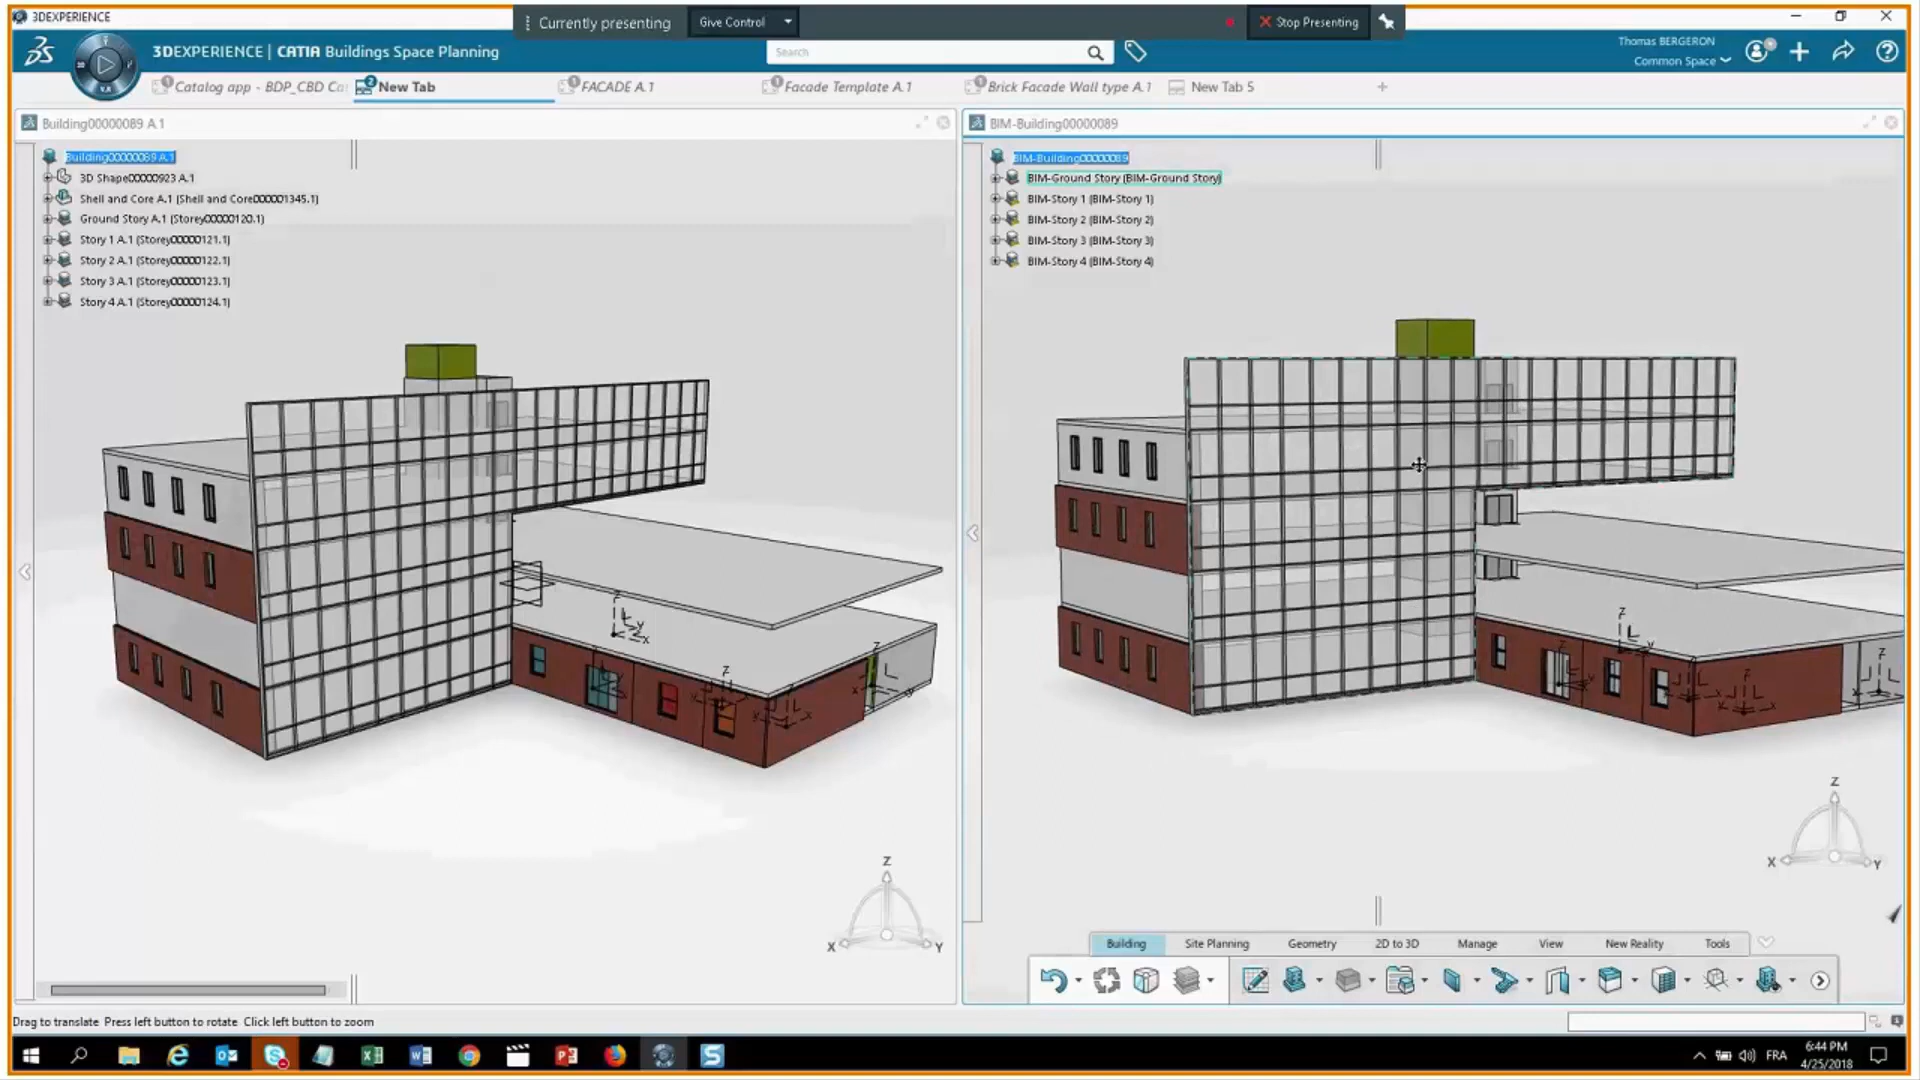 3DEXPERIENCE
Currently presenting
Give Control
Stop Presenting
3DEXPERIENCE | CATIA Buildings Space Planning
Search
Thomas BERGERON
Common Space
Catalog app - BDP_CBD Ca
New Tab
FACADE A.1
Facade Template A.1
Brick Facade Wall type A.1
New Tab 5
Building00000089 A.1
Building00000089 A.1
3D Shape00000923 A.1
Shell and Core A.1 (Shell and Core00001345.1)
Ground Story A.1 (Storey00000120.1)
Story 1 A.1 (Storey00000121.1)
Story 2 A.1 (Storey00000122.1)
Story 3 A.1 (Storey00000123.1)
Story 4 A.1 (Storey00000124.1)
Z
X
Y
BIM-Building00000089
BIM-Building00000089
BIM-Ground Story (BIM-Ground Story)
BIM-Story 1 (BIM-Story 1)
BIM-Story 2 (BIM-Story 2)
BIM-Story 3 (BIM-Story 3)
BIM-Story 4 (BIM-Story 4)
Z
X
Y
Building
Site Planning
Geometry
2D to 3D
Manage
View
New Reality
Tools
Drag to translate Press left button to rotate Click left button to zoom
FRA
6:44 PM
4/25/2018